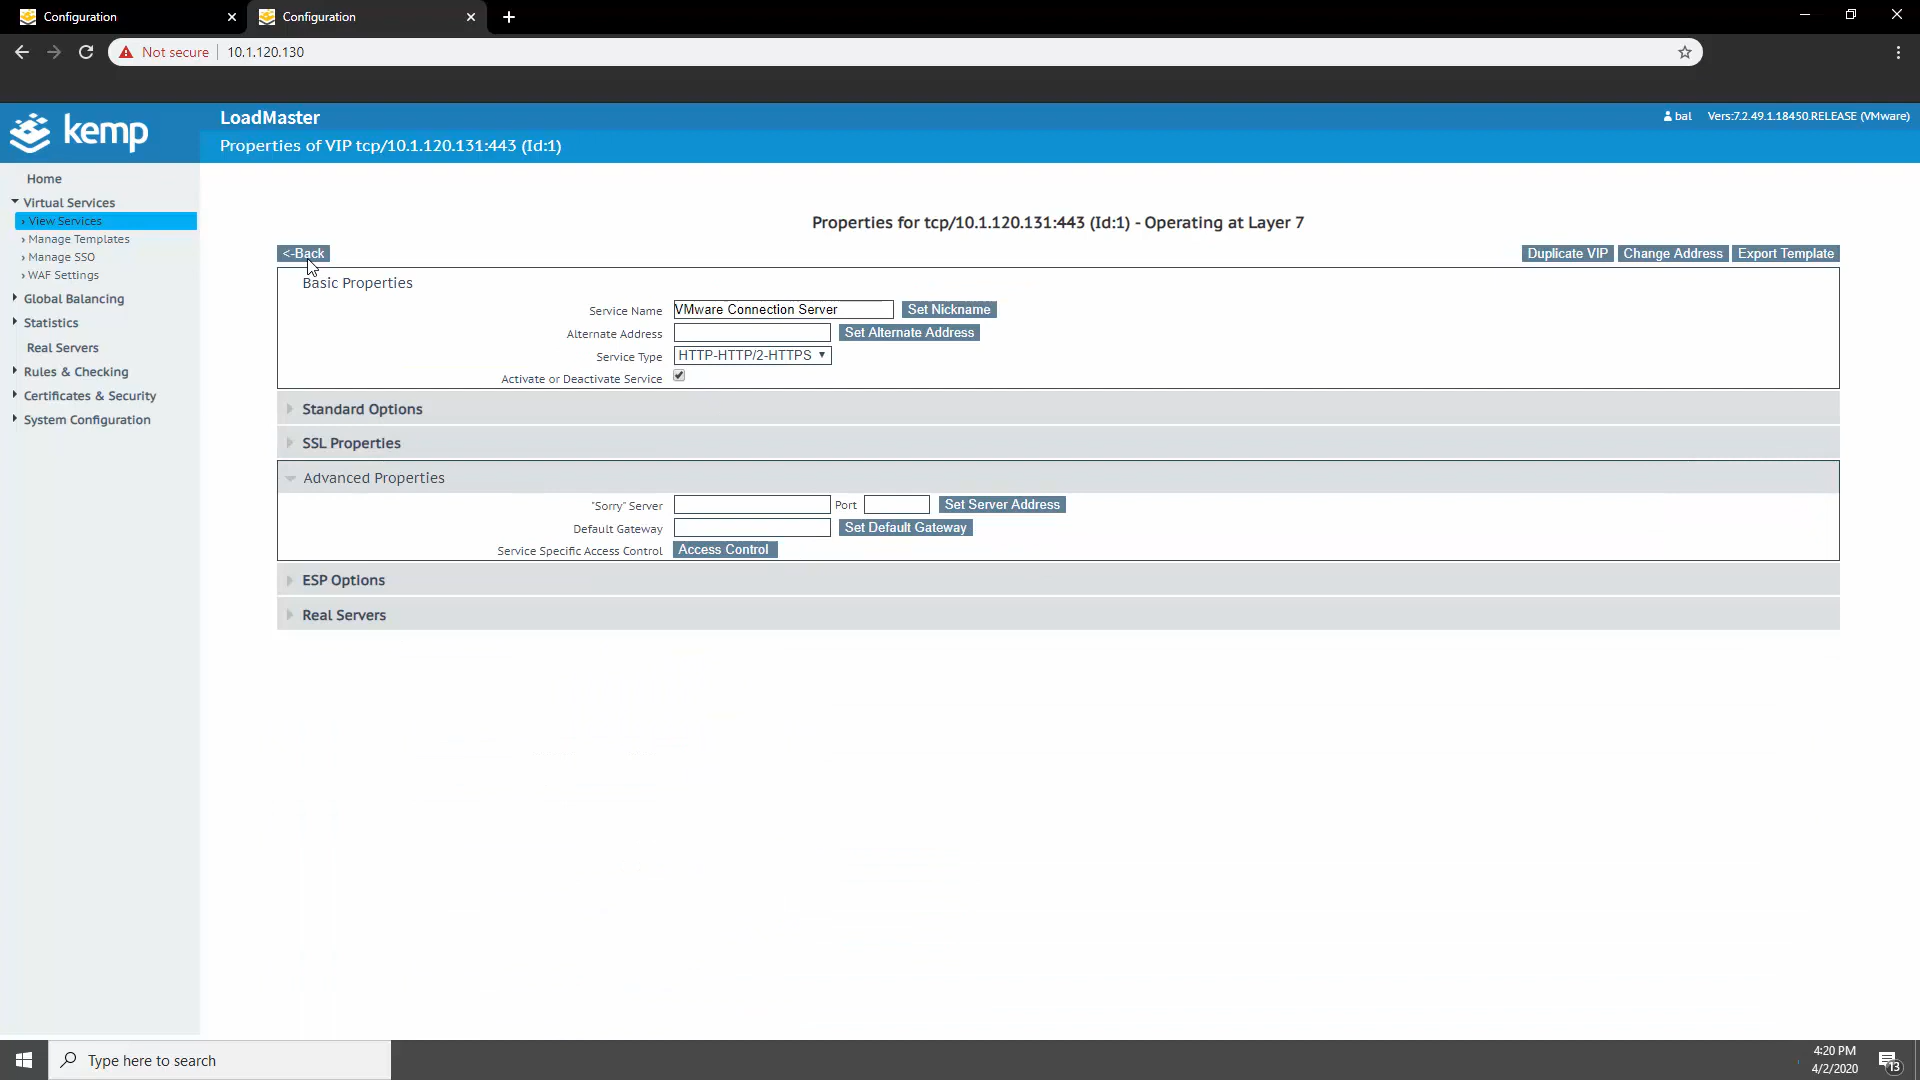 Configuration
Configuration
Not secure
10.1.120.130
kemp
LoadMaster
bal
Vers:7.2.49.1.18450.RELEASE (VMware)
Properties of VIP tcp/10.1.120.131:443 (Id:1)
Home
Virtual Services
› View Services
› Manage Templates
› Manage SSO
› WAF Settings
Global Balancing
Statistics
Real Servers
Rules & Checking
Certificates & Security
System Configuration
Properties for tcp/10.1.120.131:443 (Id:1) - Operating at Layer 7
<-Back
Duplicate VIP
Change Address
Export Template
Basic Properties
Service Name
VMware Connection Server
Set Nickname
Alternate Address
Set Alternate Address
Service Type
HTTP-HTTP/2-HTTPS
Activate or Deactivate Service
Standard Options
SSL Properties
Advanced Properties
"Sorry" Server
Port
Set Server Address
Default Gateway
Set Default Gateway
Service Specific Access Control
Access Control
ESP Options
Real Servers
Type here to search
4:20 PM
4/2/2020
13